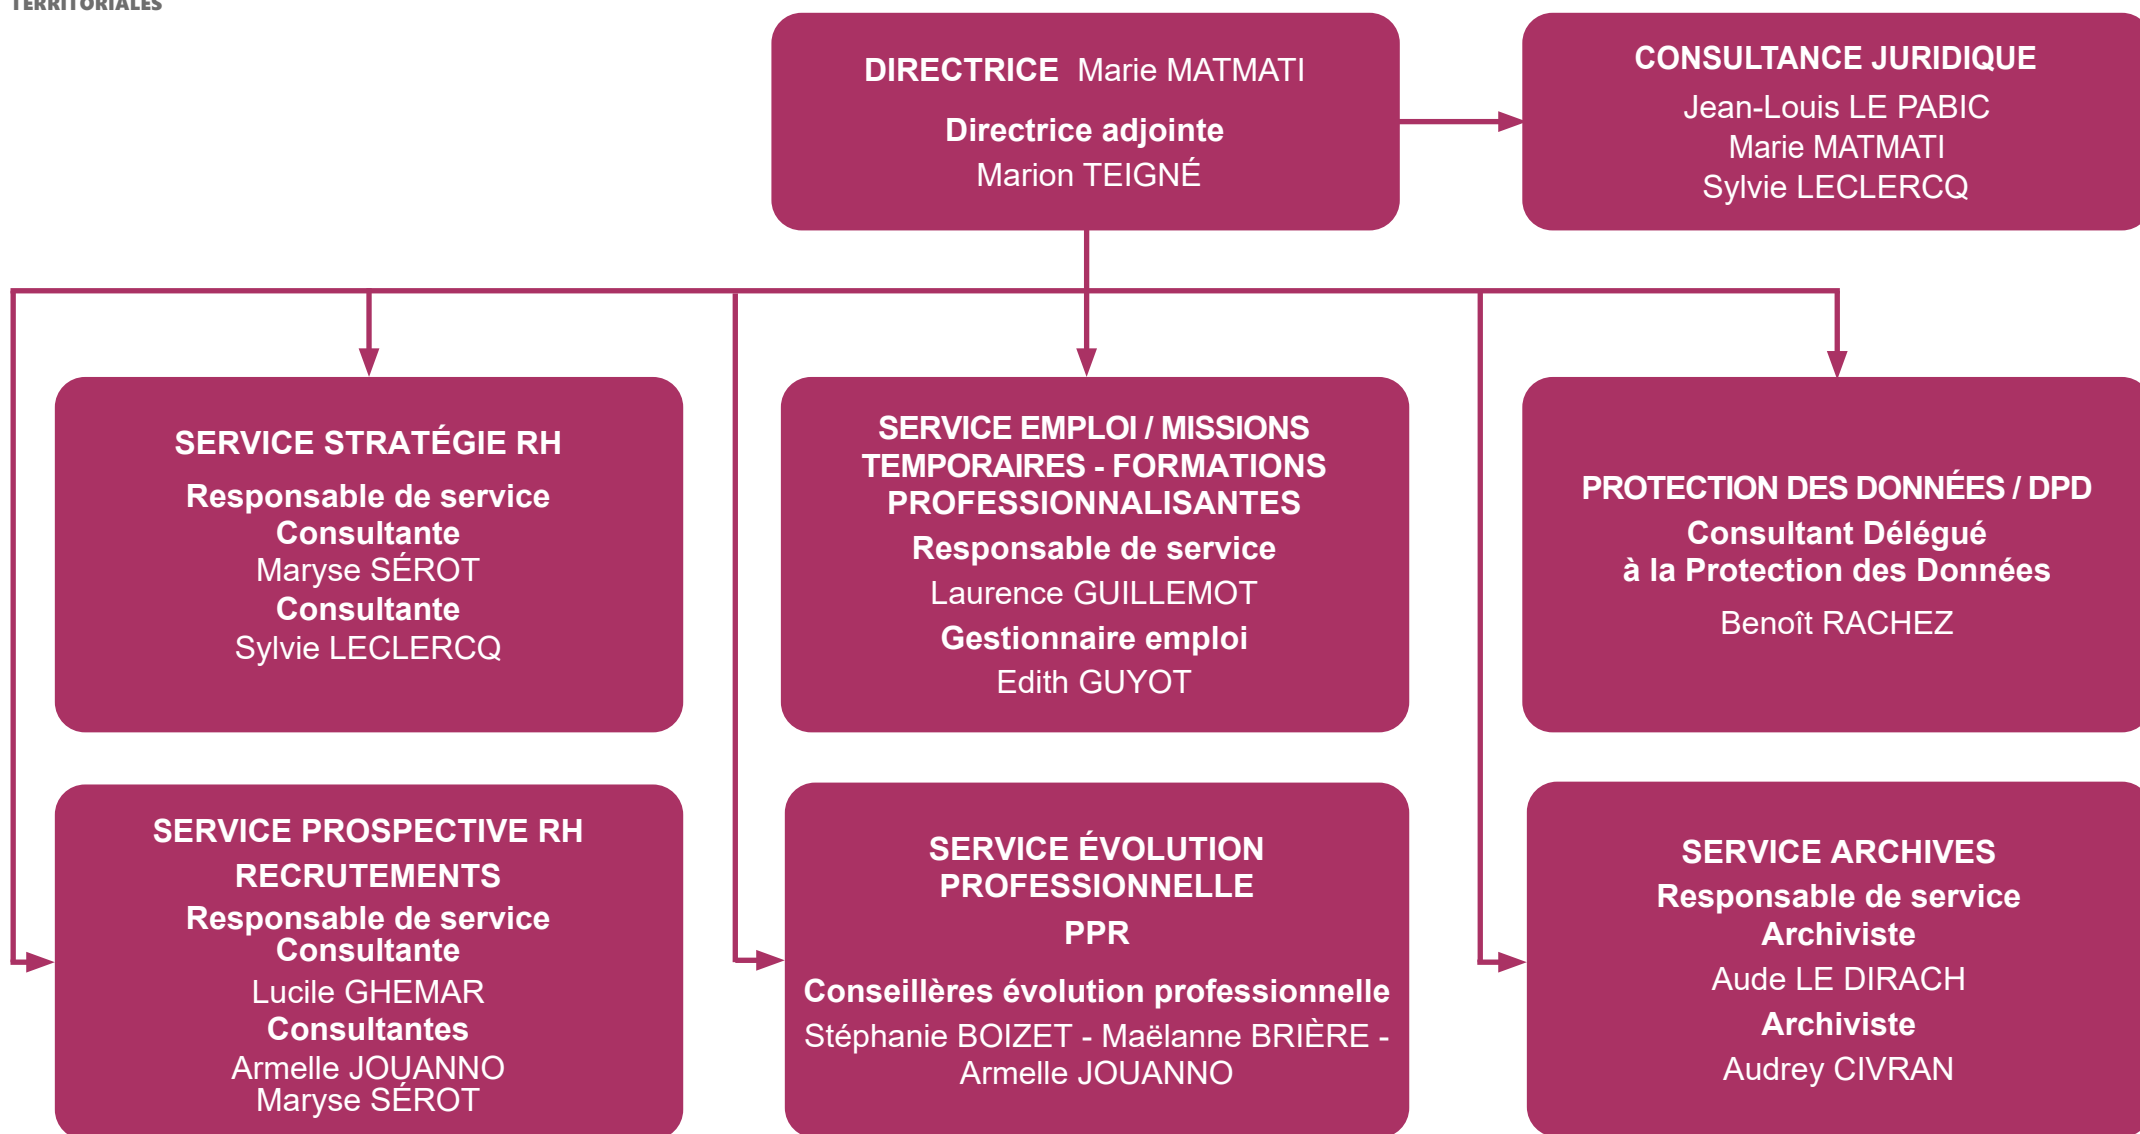 TERRITORIALES
DIRECTRICE Marie MATMATI
Directrice adjointe
Marion TEIGNÉ
CONSULTANCE JURIDIQUE
Jean-Louis LE PABIC
Marie MATMATI
Sylvie LECLERCQ
SERVICE STRATÉGIE RH
Responsable de service
Consultante
Maryse SÉROT
Consultante
Sylvie LECLERCQ
SERVICE EMPLOI / MISSIONS
TEMPORAIRES - FORMATIONS
PROFESSIONNALISANTES
Responsable de service
Laurence GUILLEMOT
Gestionnaire emploi
Edith GUYOT
PROTECTION DES DONNÉES / DPD
Consultant Délégué
à la Protection des Données
Benoît RACHEZ
SERVICE PROSPECTIVE RH
RECRUTEMENTS
Responsable de service
Consultante
Lucile GHEMAR
Consultantes
Armelle JOUANNO
Maryse SÉROT
SERVICE ÉVOLUTION
PROFESSIONNELLE
PPR
Conseillères évolution professionnelle
Stéphanie BOIZET - Maëlanne BRIÈRE -
Armelle JOUANNO
SERVICE ARCHIVES
Responsable de service
Archiviste
Aude LE DIRACH
Archiviste
Audrey CIVRAN